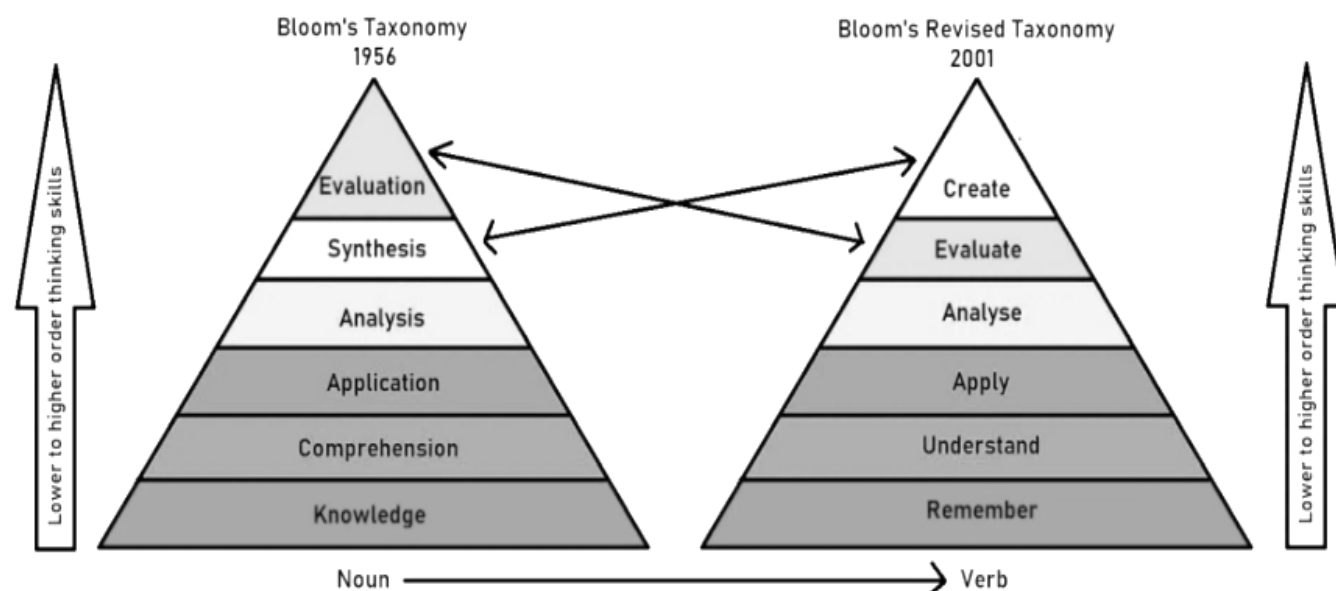 Bloom's Taxonomy
1956
Evaluation
Synthesis
Analysis
Application
Comprehension
Knowledge
Lower to higher order thinking skills
Bloom's Revised Taxonomy
2001
Create
Evaluate
Analyse
Apply
Understand
Remember
Lower to higher order thinking skills
Noun
Verb